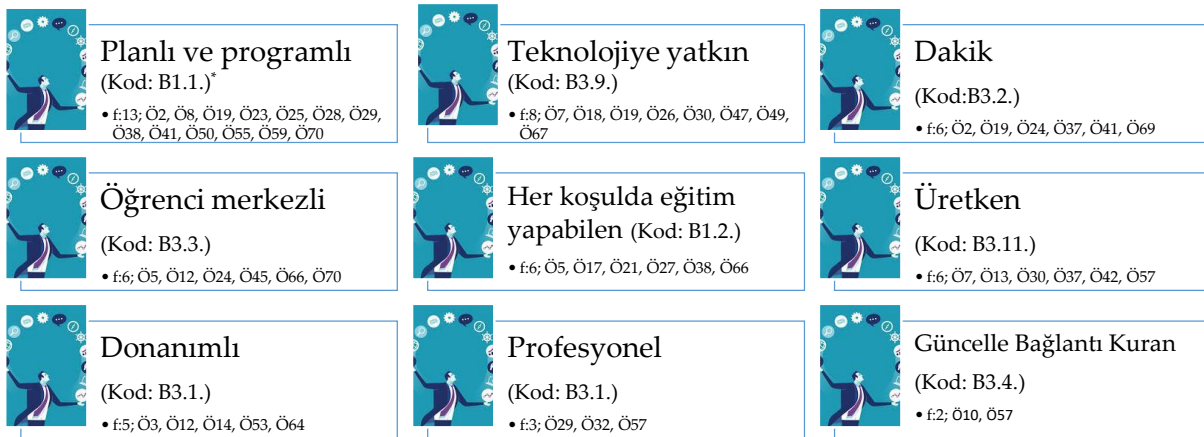 Planlı ve programlı
(Kod: B1.1.)*
• f:13; Ö2, Ö8, Ö19, Ö23, Ö25, Ö28, Ö29,
Ö38, Ö41, Ö50, Ö55, Ö59, Ö70
Teknolojiye yatkın
(Kod: B3.9.)
• f:8; Ö7, Ö18, Ö19, Ö26, Ö30, Ö47, Ö49,
Ö67
Dakik
(Kod:B3.2.)
• f:6; Ö2, Ö19, Ö24, Ö37, Ö41, Ö69
Öğrenci merkezli
(Kod: B3.3.)
• f:6; Ö5, Ö12, Ö24, Ö45, Ö66, Ö70
Her koşulda eğitim
yapabilen (Kod: B1.2.)
• f:6; Ö5, Ö17, Ö21, Ö27, Ö38, Ö66
Üretken
(Kod: B3.11.)
• f:6; Ö7, Ö13, Ö30, Ö37, Ö42, Ö57
Donanımlı
(Kod: B3.1.)
• f:5; Ö3, Ö12, Ö14, Ö53, Ö64
Profesyonel
(Kod: B3.1.)
• f:3; Ö29, Ö32, Ö57
Güncelle Bağlantı Kuran
(Kod: B3.4.)
• f:2; Ö10, Ö57